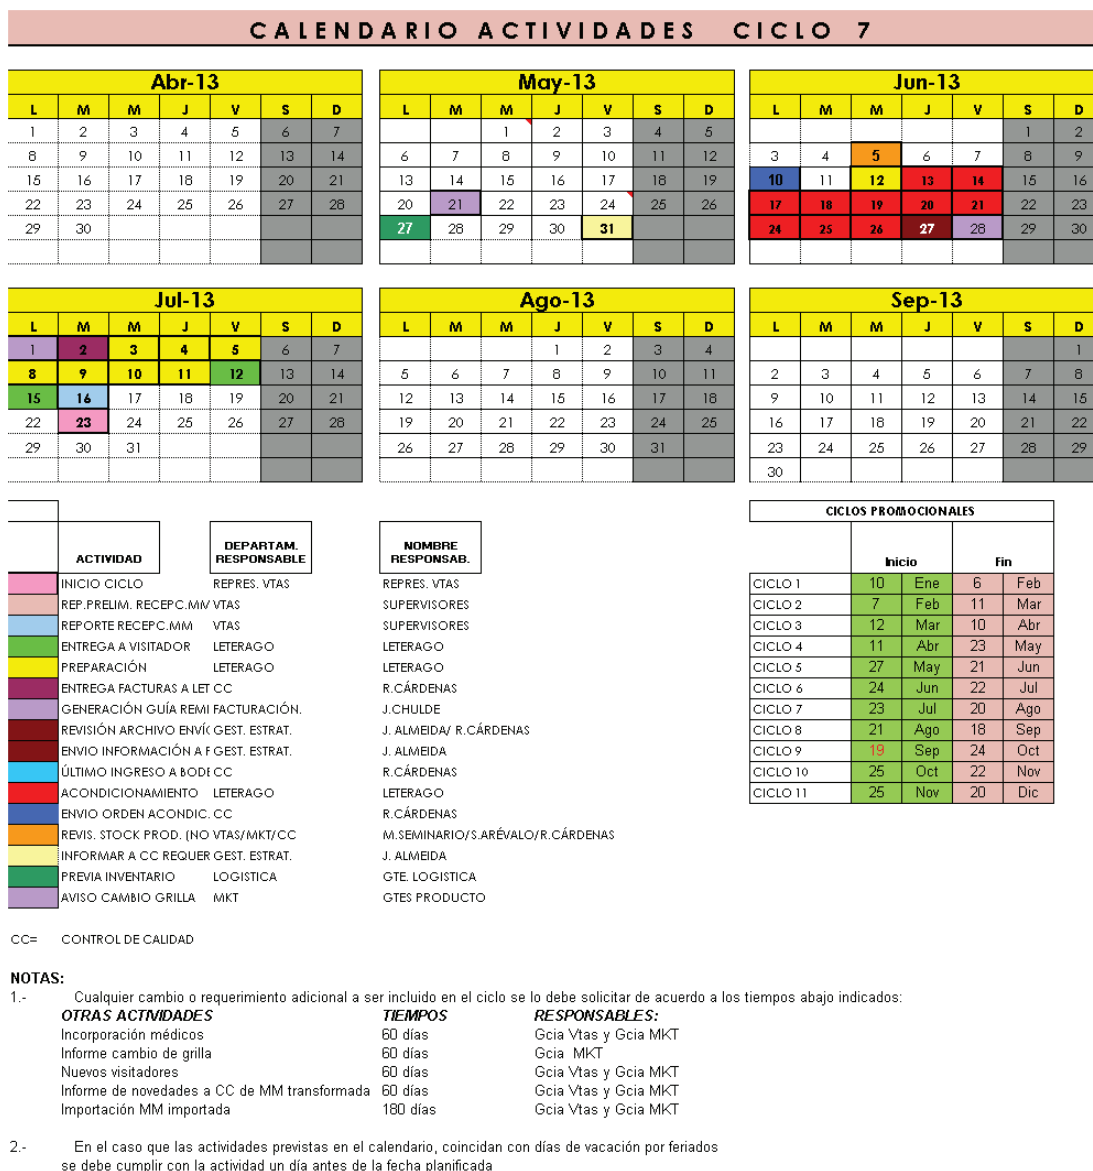 CALENDARIO ACTIVIDADES CICLO 7
Abr-13 May-13 Jun-13
L M M J V S D L M M J V S D L M M J V S D
1 2 3 4 5 6 7 1 2 3 4 5 1 2
8 9 10 11 12 13 14 6 7 8 9 10 11 12 3 4 5 6 7 8 9
15 16 17 18 19 20 21 13 14 15 16 17 18 19 10 11 12 13 14 15 16
22 23 24 25 26 27 28 20 21 22 23 24 25 26 17 18 19 20 21 22 23
29 30 27 28 29 30 31 24 25 26 27 28 29 30
Jul-13 Ago-13 Sep-13
L M M J V S D L M M J V S D L M M J V S D
1 2 3 4 5 6 7 1 2 3 4 1
8 9 10 11 12 13 14 5 6 7 8 9 10 11 2 3 4 5 6 7 8
15 16 17 18 19 20 21 12 13 14 15 16 17 18 9 10 11 12 13 14 15
22 23 24 25 26 27 28 19 20 21 22 23 24 25 16 17 18 19 20 21 22
29 30 31 26 27 28 29 30 31 23 24 25 26 27 28 29
30
ACTIVIDAD DEPARTAM. RESPONSABLE NOMBRE RESPONSAB.
INICIO CICLO REPRES. VTAS REPRES. VTAS
REP.PRELIM. RECEPC.MM VTAS SUPERVISORES
REPORTE RECEPC.MM VTAS SUPERVISORES
ENTREGA A VISITADOR LETERAGO LETERAGO
PREPARACIÓN LETERAGO LETERAGO
ENTREGA FACTURAS A LET CC R.CÁRDENAS
GENERACIÓN GUÍA REMI FACTURACIÓN. J.CHULDE
REVISIÓN ARCHIVO ENVÍO GEST. ESTRAT. J. ALMEIDA/ R.CÁRDENAS
ENVIO INFORMACIÓN A F GEST. ESTRAT. J. ALMEIDA
ÚLTIMO INGRESO A BODE CC R.CÁRDENAS
ACONDICIONAMIENTO LETERAGO LETERAGO
ENVIO ORDEN ACONDIC. CC R.CÁRDENAS
REVIS. STOCK PROD. (NO VTAS/MKT/CC M.SEMINARIO/S.ARÉVALO/R.CÁRDENAS
INFORMAR A CC REQUER GEST. ESTRAT. J. ALMEIDA
PREVIA INVENTARIO LOGISTICA GTE. LOGISTICA
AVISO CAMBIO GRILLA MKT GTES PRODUCTO
CICLOS PROMOCIONALES
Inicio Fin
CICLO 1 10 Ene 6 Feb
CICLO 2 7 Feb 11 Mar
CICLO 3 12 Mar 10 Abr
CICLO 4 11 Abr 23 May
CICLO 5 27 May 21 Jun
CICLO 6 24 Jun 22 Jul
CICLO 7 23 Jul 20 Ago
CICLO 8 21 Ago 18 Sep
CICLO 9 19 Sep 24 Oct
CICLO 10 25 Oct 22 Nov
CICLO 11 25 Nov 20 Dic
CC= CONTROL DE CALIDAD
NOTAS:
1.- Cualquier cambio o requerimiento adicional a ser incluido en el ciclo se lo debe solicitar de acuerdo a los tiempos abajo indicados:
OTRAS ACTIVIDADES TIEMPOS RESPONSABLES:
Incorporación médicos 60 días Gcia Vtas y Gcia MKT
Informe cambio de grilla 60 días Gcia MKT
Nuevos visitadores 60 días Gcia Vtas y Gcia MKT
Informe de novedades a CC de MM transformada 60 días Gcia Vtas y Gcia MKT
Importación MM importada 180 días Gcia Vtas y Gcia MKT
2.- En el caso que las actividades previstas en el calendario, coincidan con días de vacación por feriados
se debe cumplir con la actividad un día antes de la fecha planificada